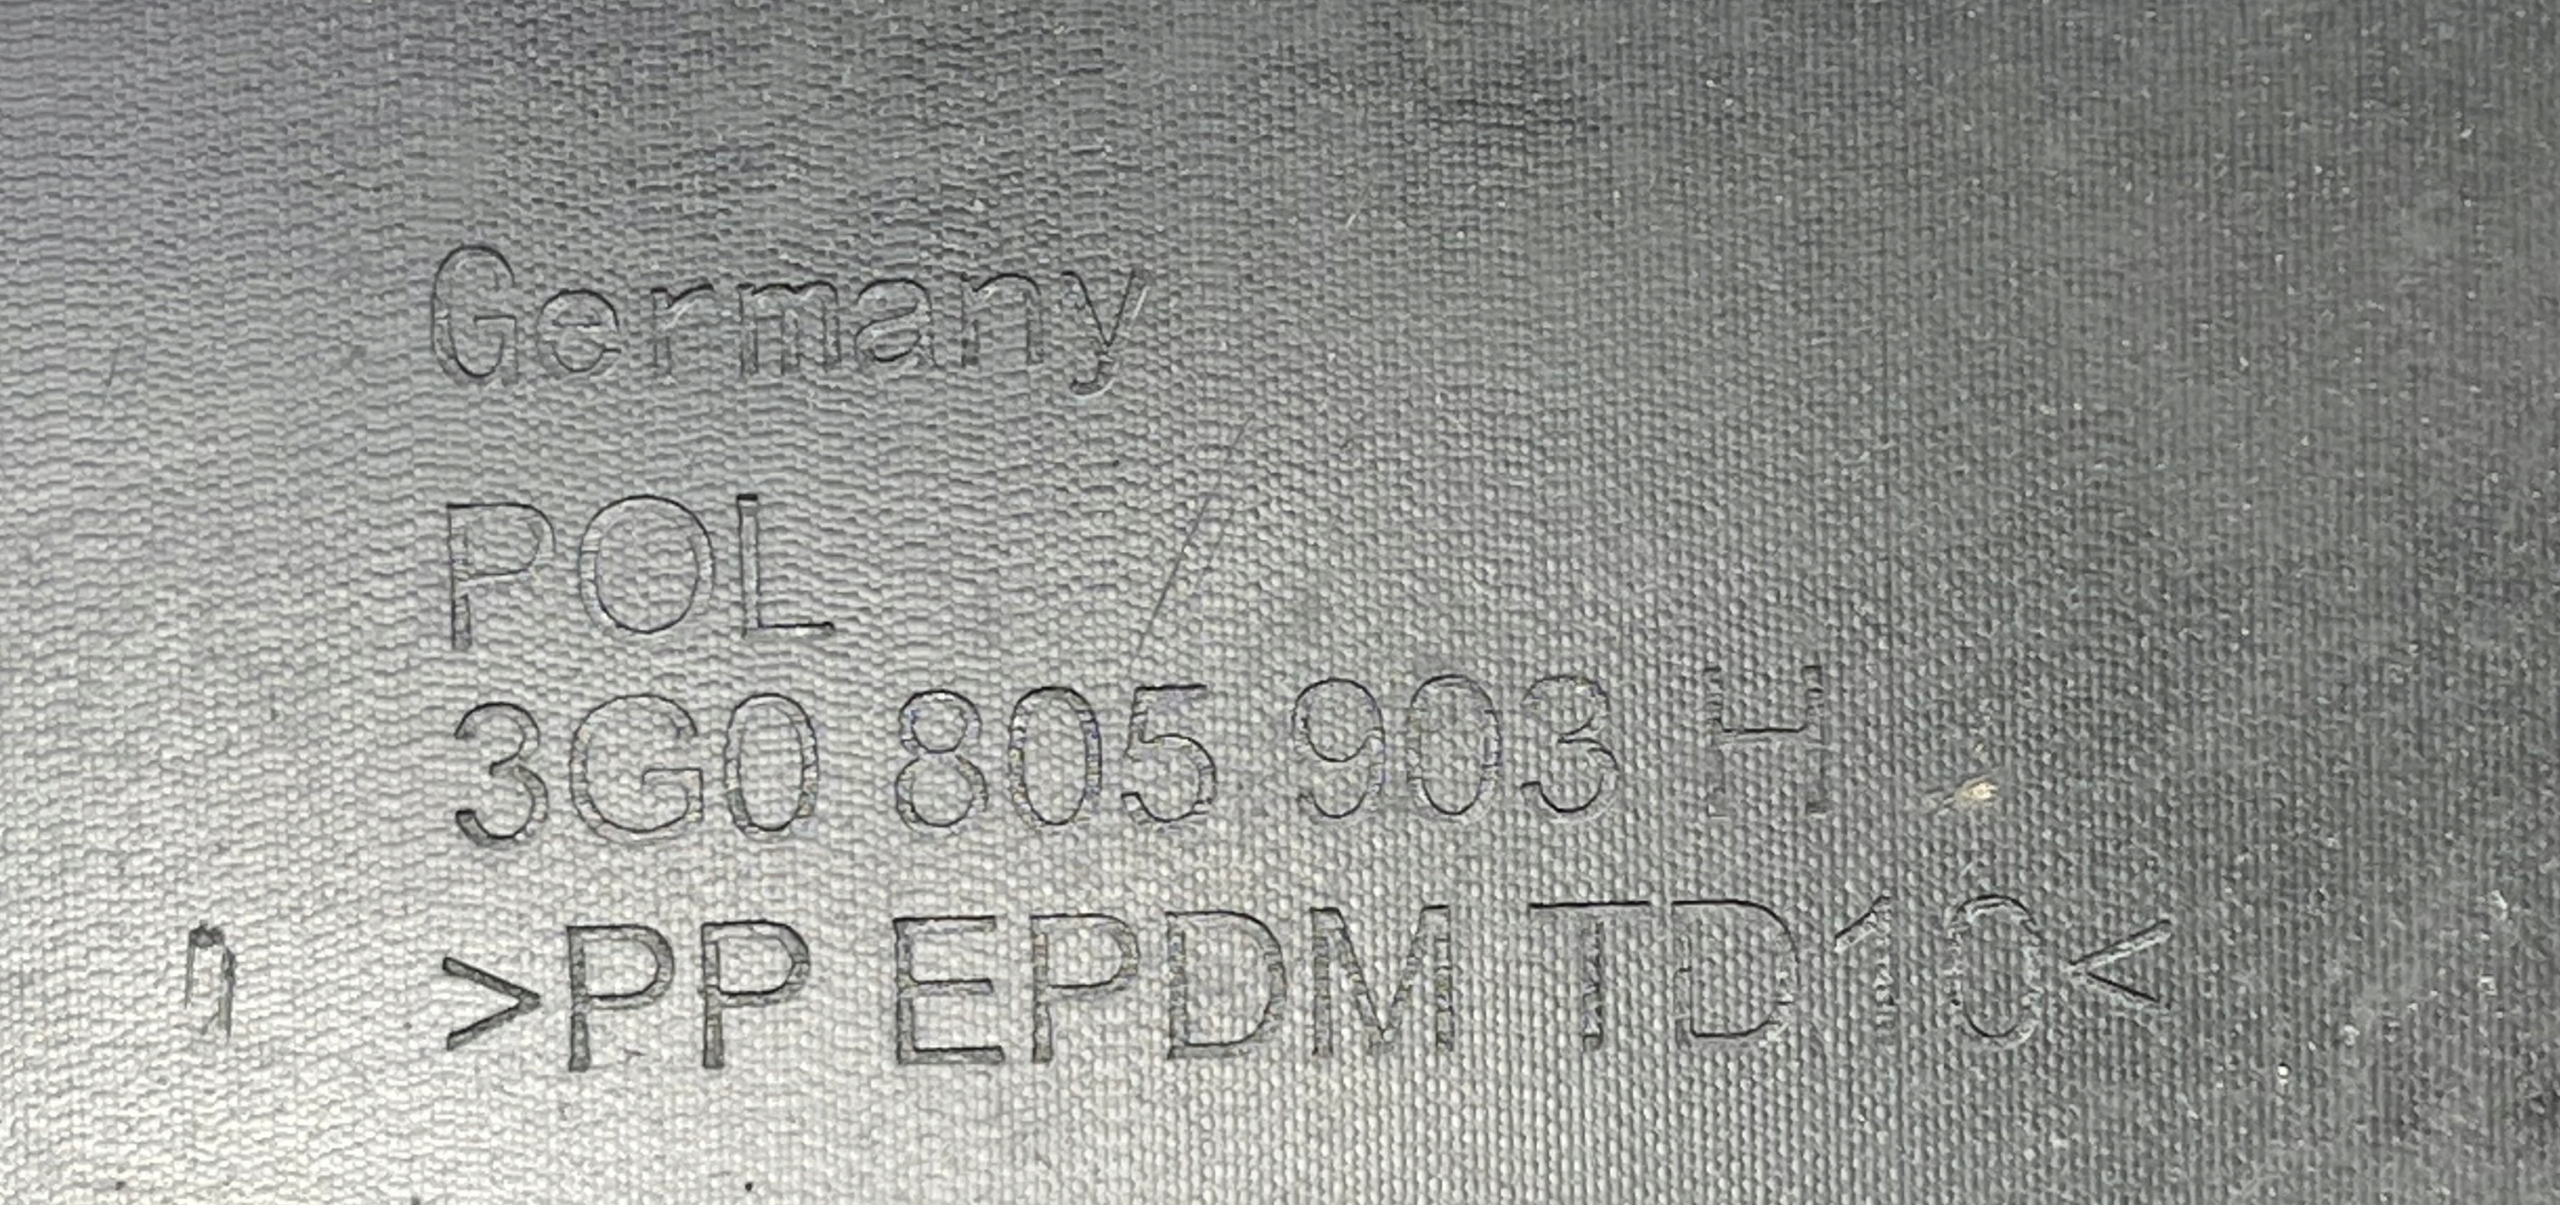 Germany
POL
3G0 805 903 H
>PP EPDM TD10<